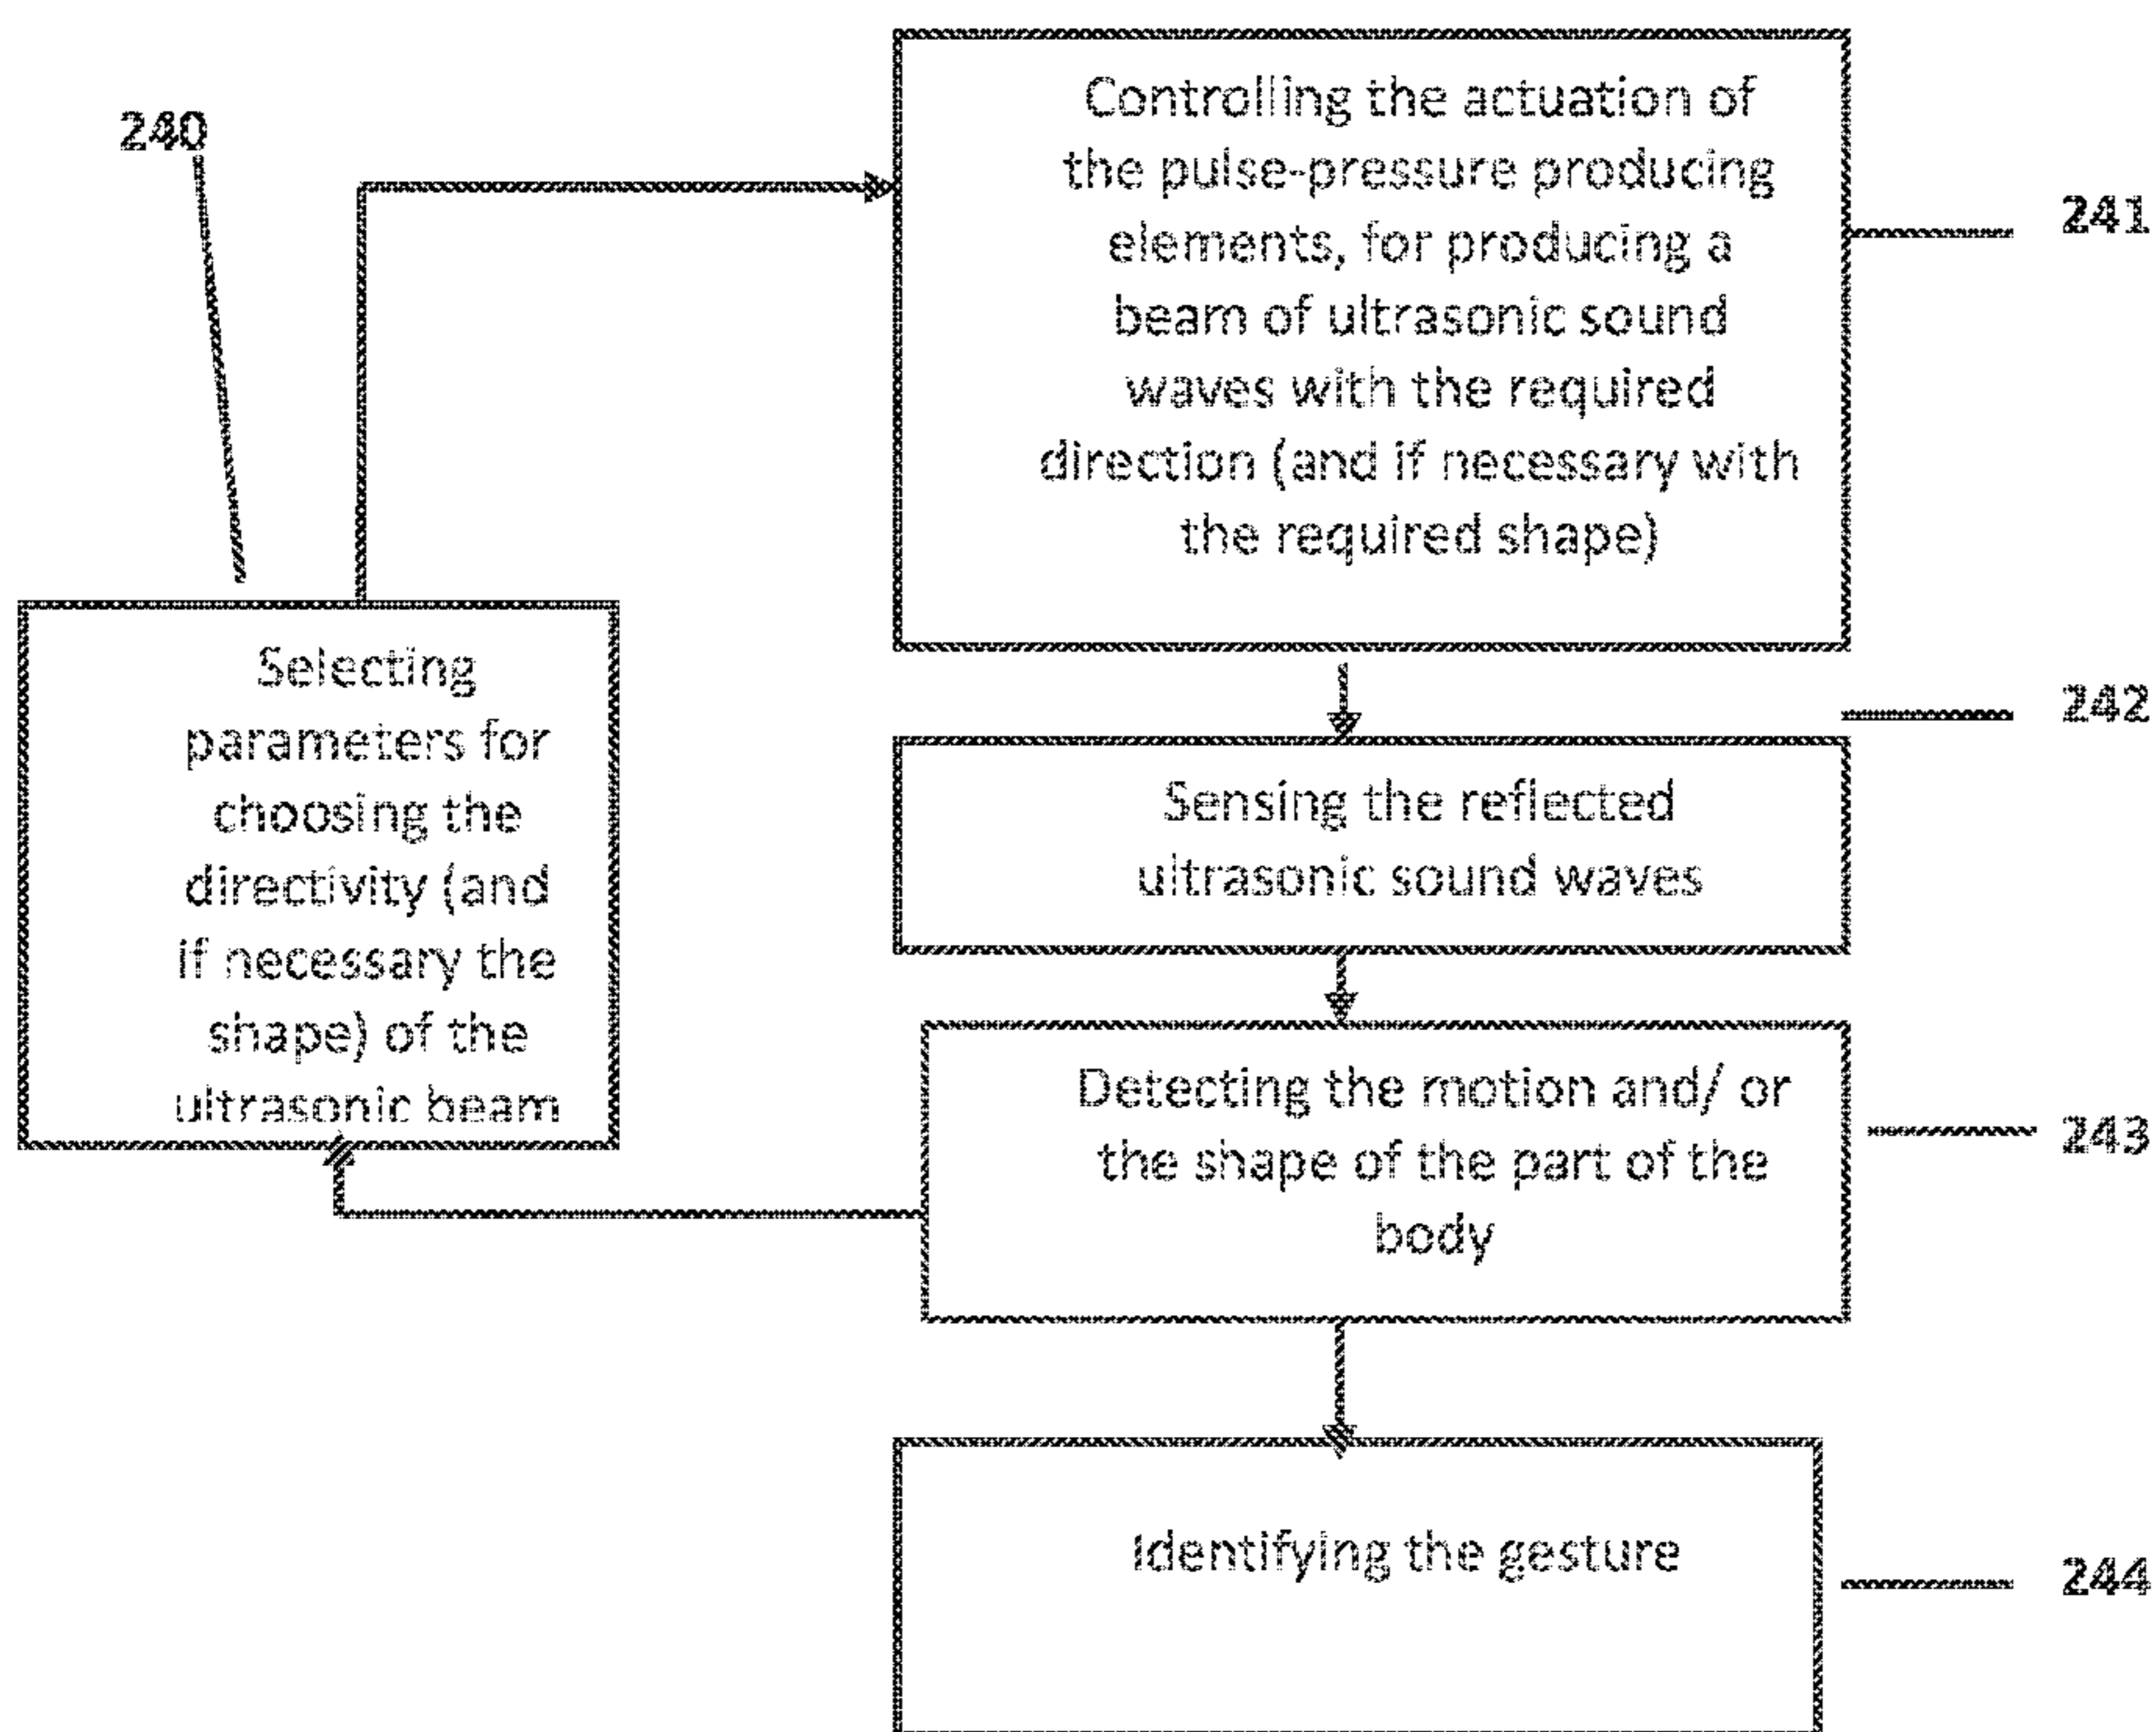 240
Controlling the actuation of
the pulse-pressure producing
elements, for producing a
beam of ultrasonic sound
waves with the required
direction (and if necessary with
the required shape)
241
Selecting
parameters for
choosing the
directivity (and
if necessary the
shape) of the
ultrasonic beam
242
Sensing the reflected
ultrasonic sound waves
Detecting the motion and/ or
the shape of the part of the
body
243
Identifying the gesture
244